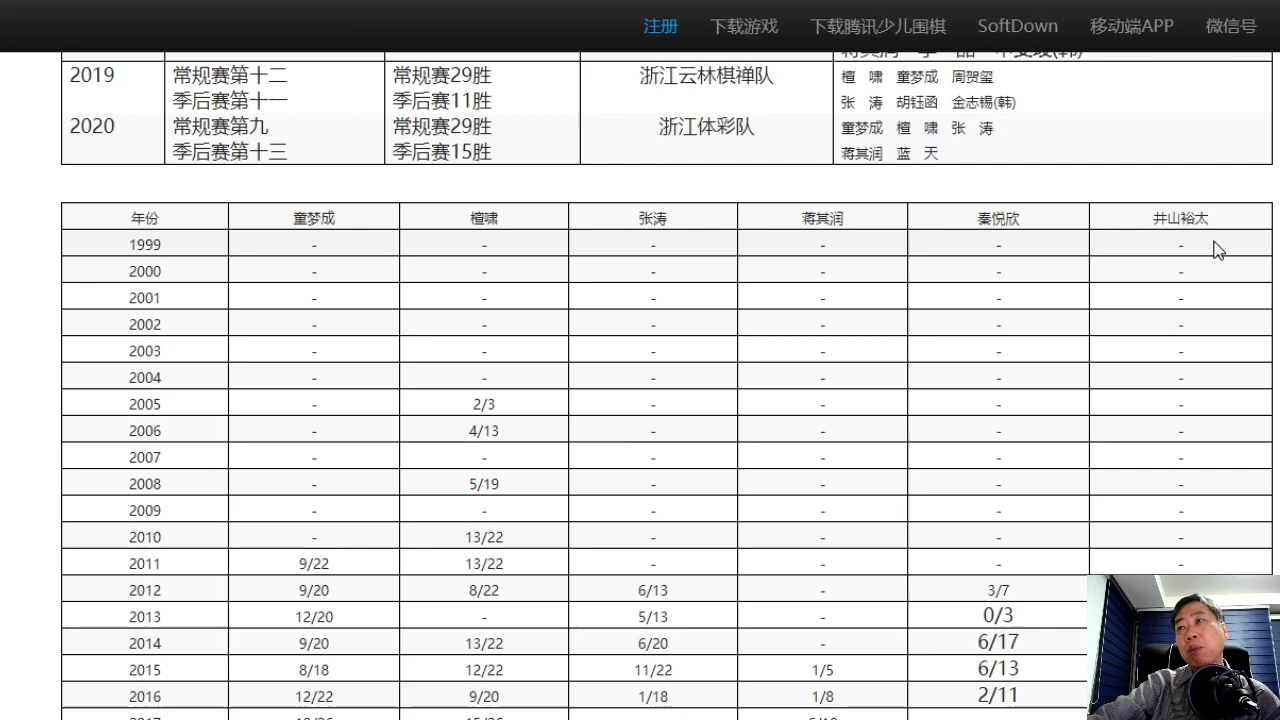 注册 下载游戏 下载腾讯少儿围棋 SoftDown 移动端APP 微信号
2019 常规赛第十二 常规赛29胜 浙江云林棋禅队 檀 啸 童梦成 周贺玺
季后赛第十一 季后赛11胜 张 涛 胡钰函 金志锡(韩)
2020 常规赛第九 常规赛29胜 浙江体彩队 童梦成 檀 啸 张 涛
季后赛第十三 季后赛15胜 蒋其润 蓝 天
年份 童梦成 檀啸 张涛 蒋其润 秦悦欣 井山裕太
1999 - - - - - -
2000 - - - - - -
2001 - - - - - -
2002 - - - - - -
2003 - - - - - -
2004 - - - - - -
2005 - 2/3 - - - -
2006 - 4/13 - - - -
2007 - - - - - -
2008 - 5/19 - - - -
2009 - - - - - -
2010 - 13/22 - - - -
2011 9/22 13/22 - - - -
2012 9/20 8/22 6/13 - 3/7
2013 12/20 - 5/13 - 0/3
2014 9/20 13/22 6/20 - 6/17
2015 8/18 12/22 11/22 1/5 6/13
2016 12/22 9/20 1/18 1/8 2/11